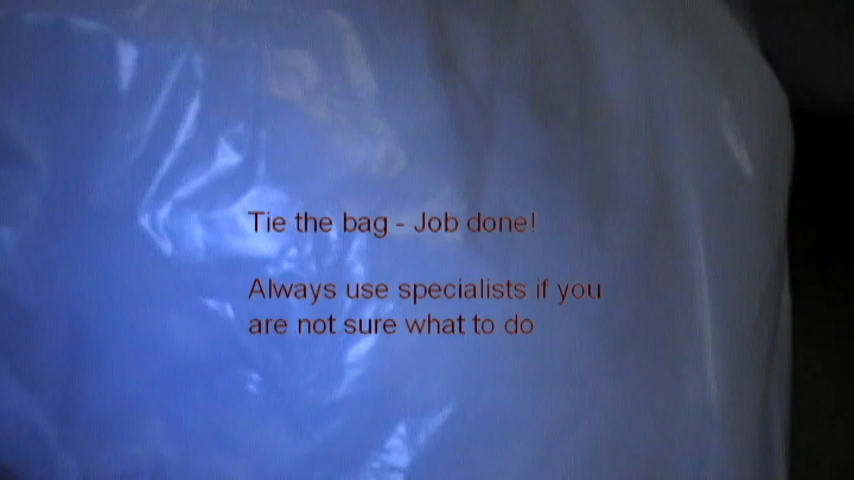 Tie the bag - Job done!
Always use specialists if you
are not sure what to do